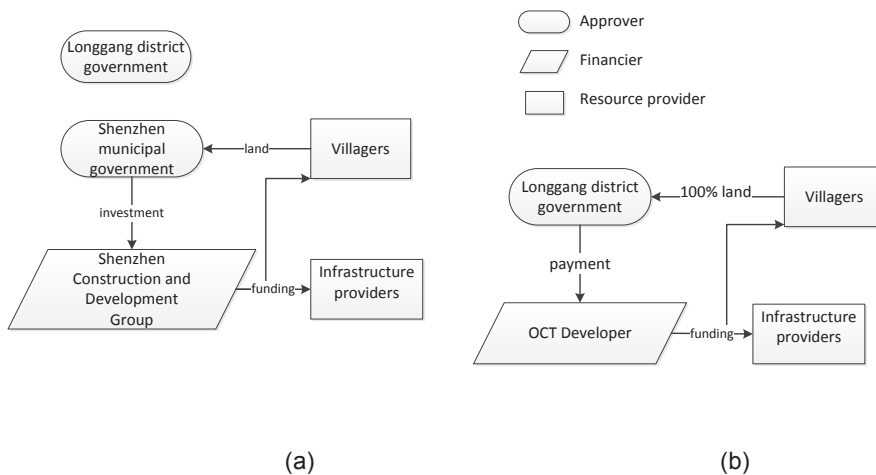 Longgang district
government
Shenzhen
municipal
government
land
Villagers
investment
Shenzhen
Construction and
Development
Group
funding
Infrastructure
providers
(a)
Approver
Financier
Resource provider
Longgang district
government
100% land
Villagers
payment
OCT Developer
funding
Infrastructure
providers
(b)